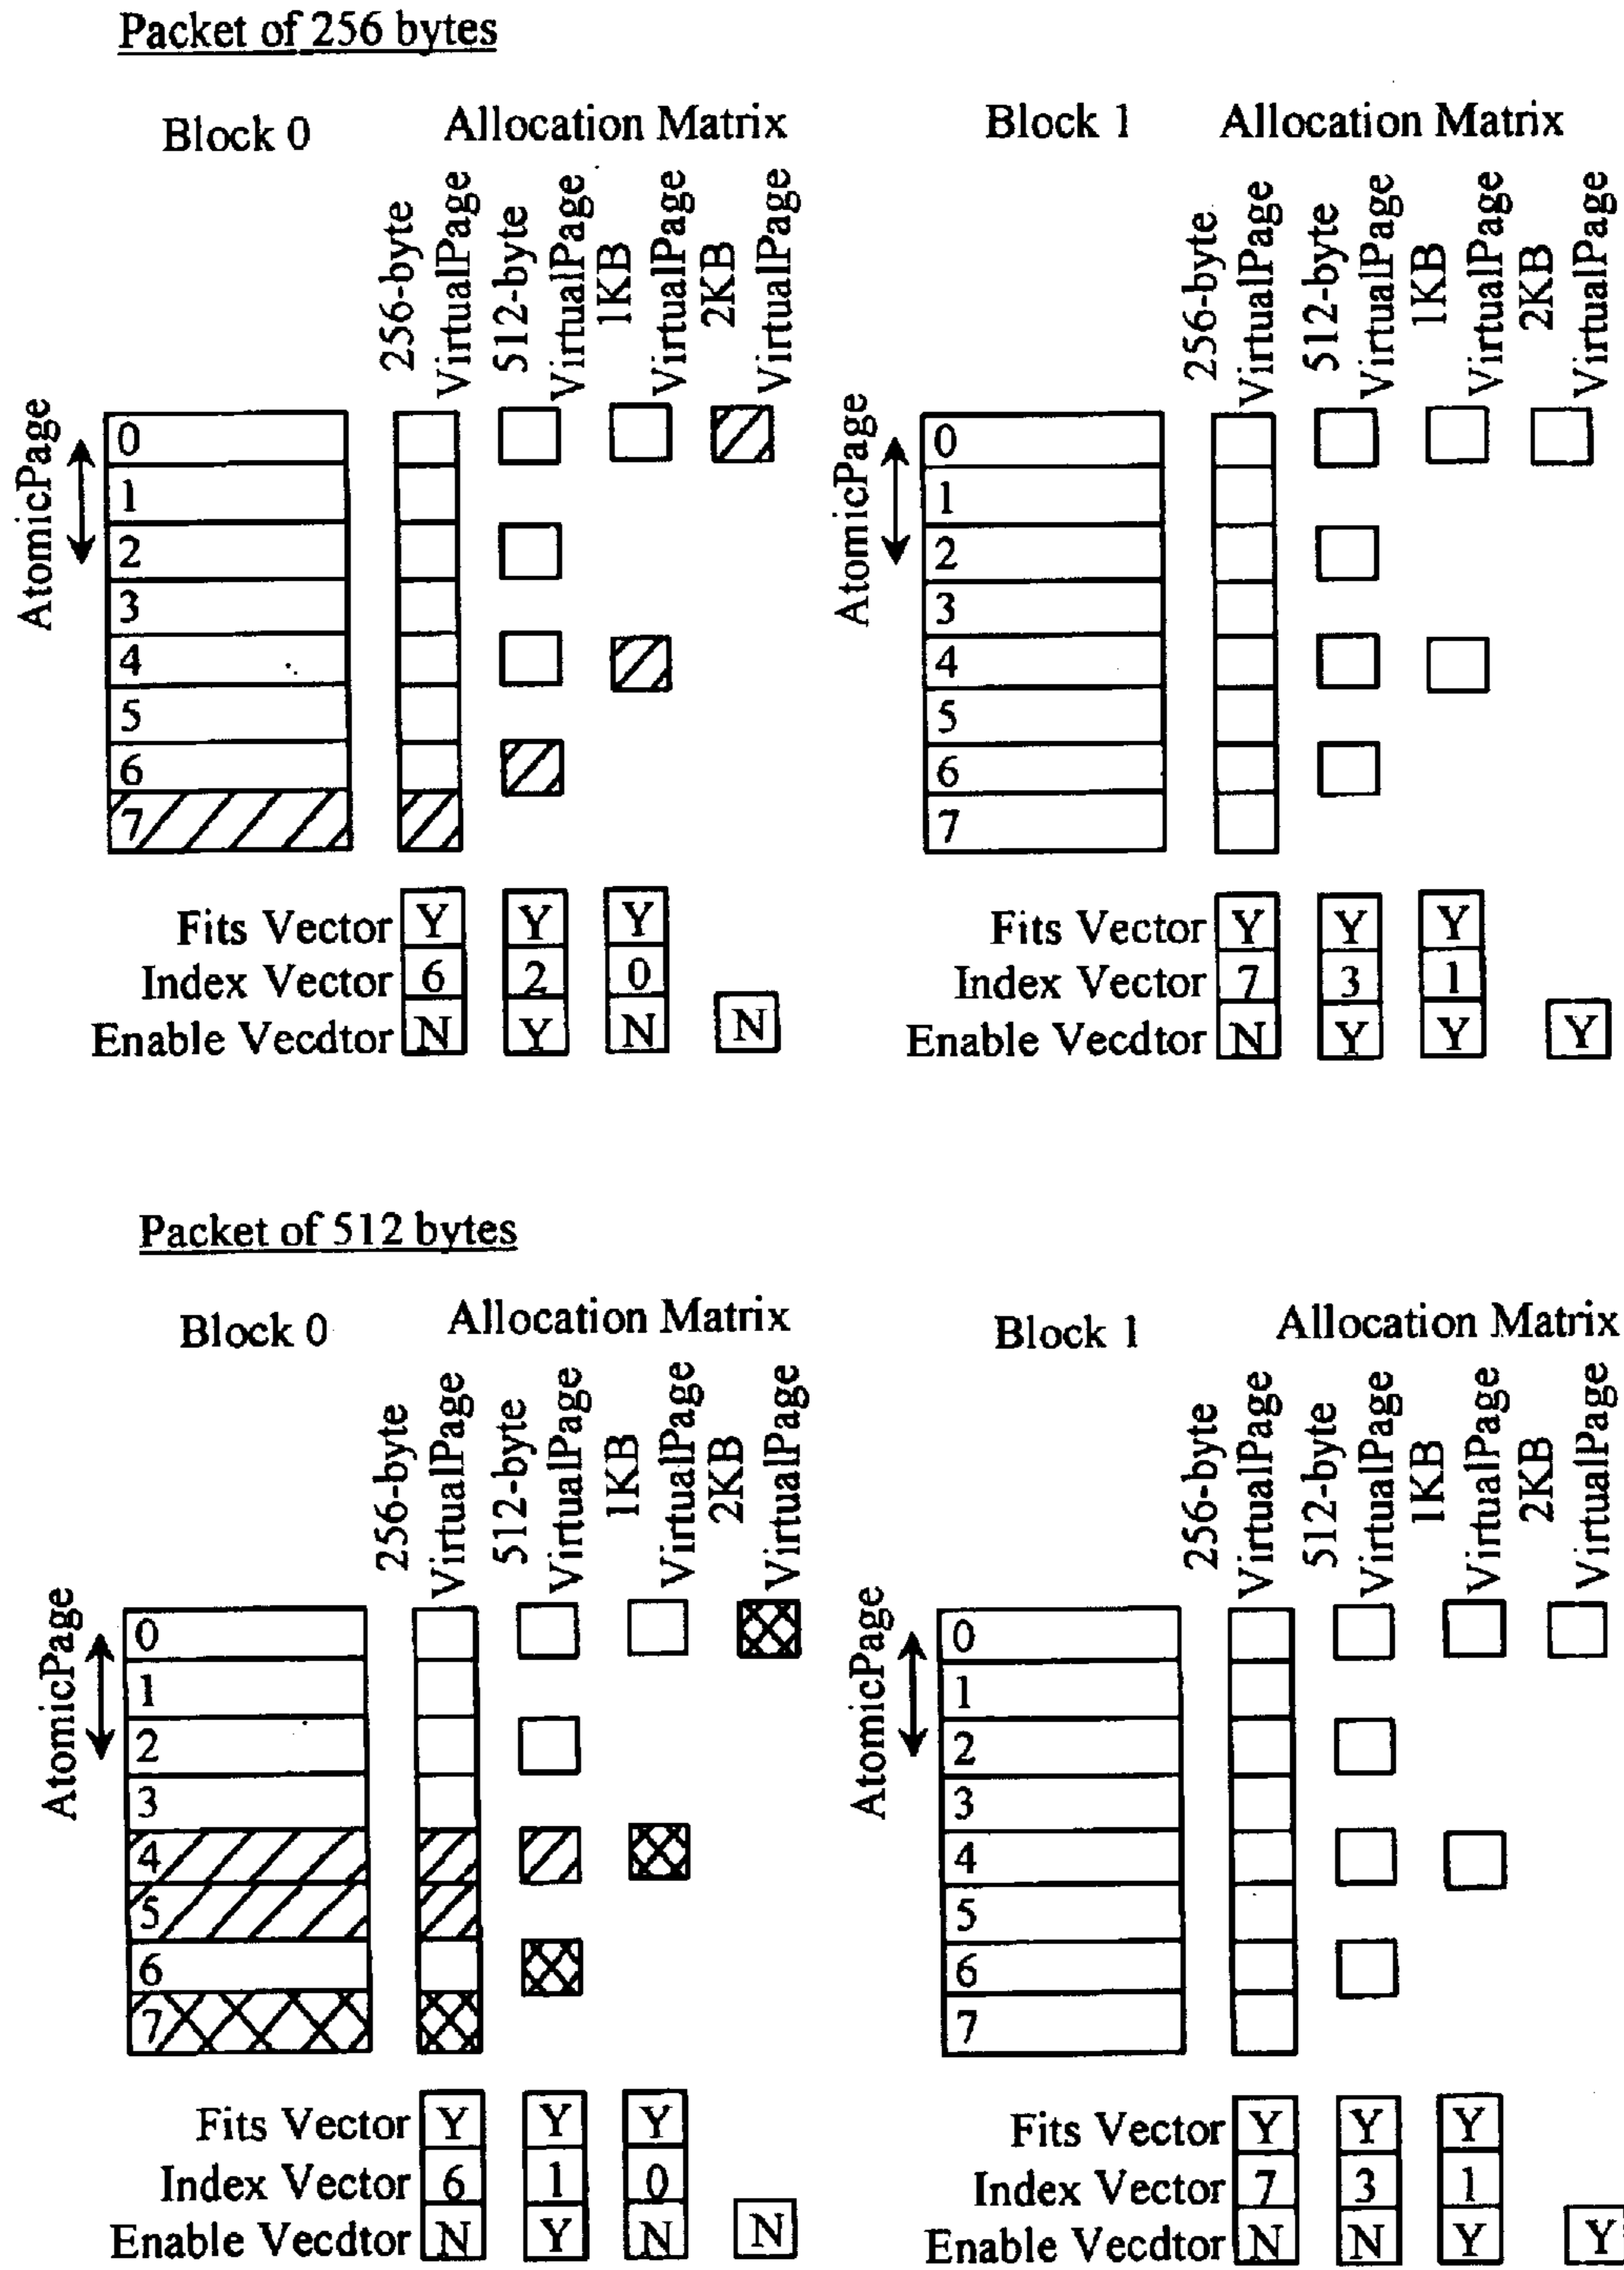 Packet of 256 bytes
Block 0
Allocation Matrix
256-byte
VirtualPage
512-byte
VirtualPage
1KB
VirtualPage
2KB
VirtualPage
AtomicPage
0
1
2
3
4
5
6
7
Fits Vector Y Y Y
Index Vector 6 2 0
Enable Vecdtor N Y N N
Block 1
Allocation Matrix
256-byte
VirtualPage
512-byte
VirtualPage
1KB
VirtualPage
2KB
VirtualPage
AtomicPage
0
1
2
3
4
5
6
7
Fits Vector Y Y Y
Index Vector 7 3 1
Enable Vecdtor N Y Y Y
Packet of 512 bytes
Block 0
Allocation Matrix
256-byte
VirtualPage
512-byte
VirtualPage
1KB
VirtualPage
2KB
VirtualPage
AtomicPage
0
1
2
3
4
5
6
7
Fits Vector Y Y Y
Index Vector 6 1 0
Enable Vecdtor N Y N N
Block 1
Allocation Matrix
256-byte
VirtualPage
512-byte
VirtualPage
1KB
VirtualPage
2KB
VirtualPage
AtomicPage
0
1
2
3
4
5
6
7
Fits Vector Y Y Y
Index Vector 7 3 1
Enable Vecdtor N N Y Y